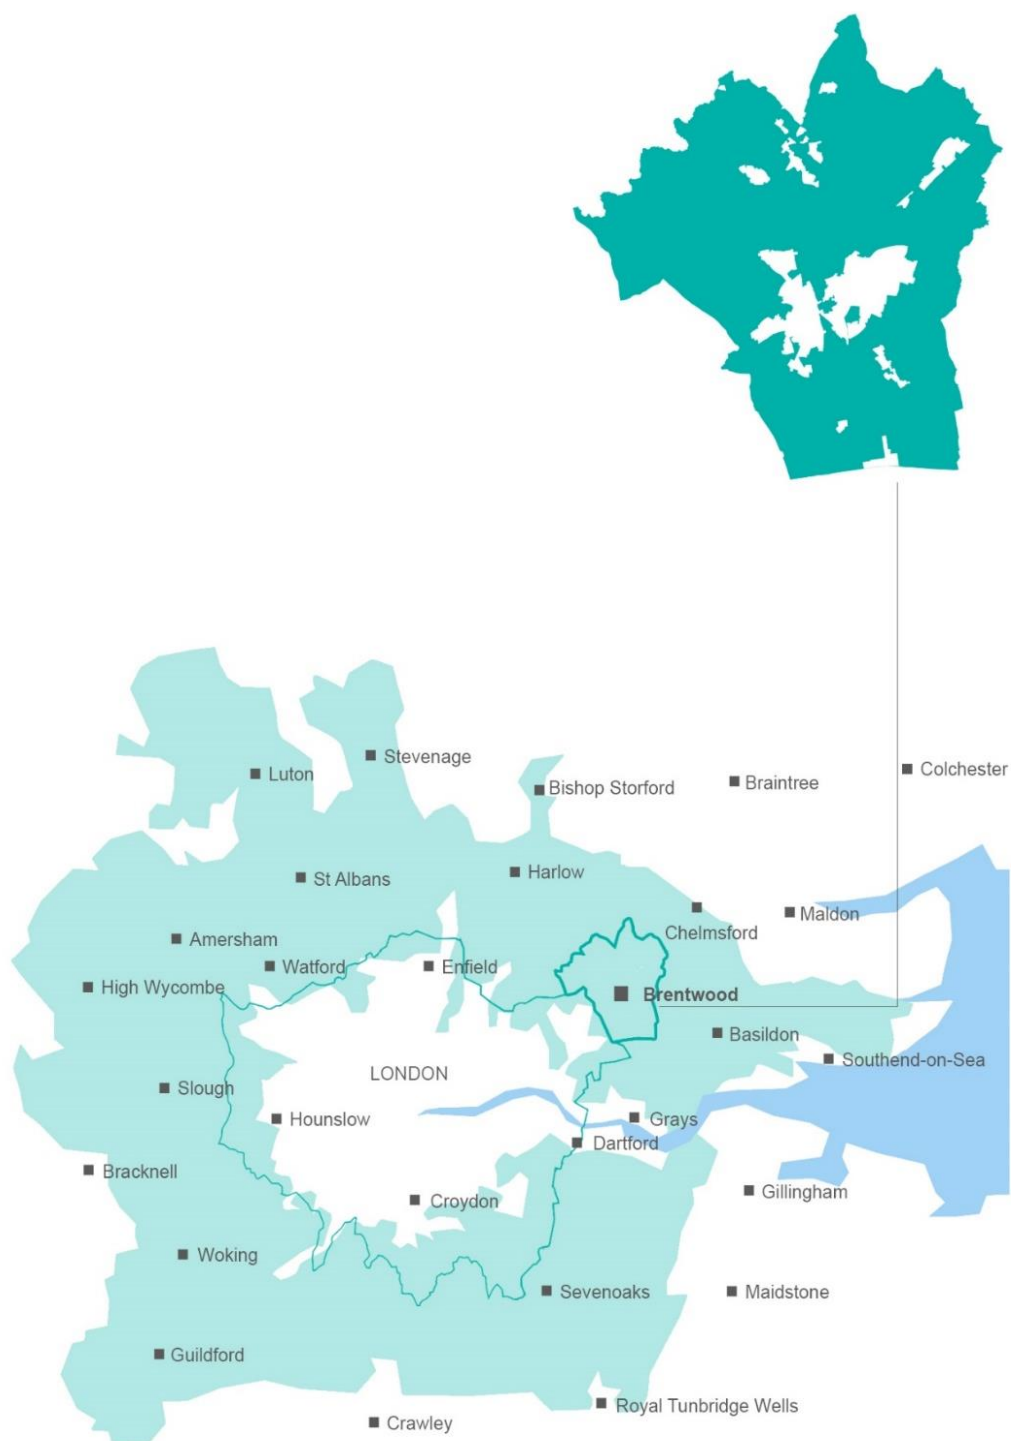 Stevenage
Luton
Colchester
Bishop Storford
Braintree
Harlow
St Albans
Maldon
Chelmsford
Amersham
Watford
Enfield
High Wycombe
Brentwood
Basildon
Southend-on-Sea
LONDON
Slough
Hounslow
Grays
Dartford
Bracknell
Gillingham
Croydon
Woking
Sevenoaks
Maidstone
Guildford
Royal Tunbridge Wells
Crawley